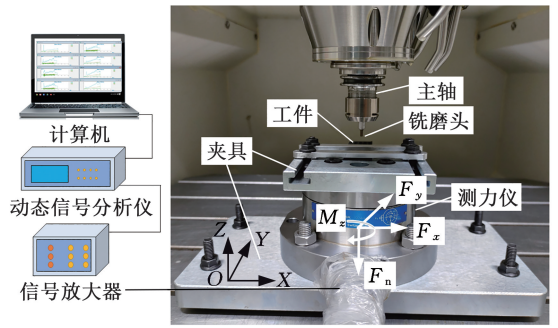 主轴
工件
铣磨头
计算机
夹具
动态信号分析仪
测力仪
F_y
M_z
F_x
F_n
Z
Y
O
X
信号放大器